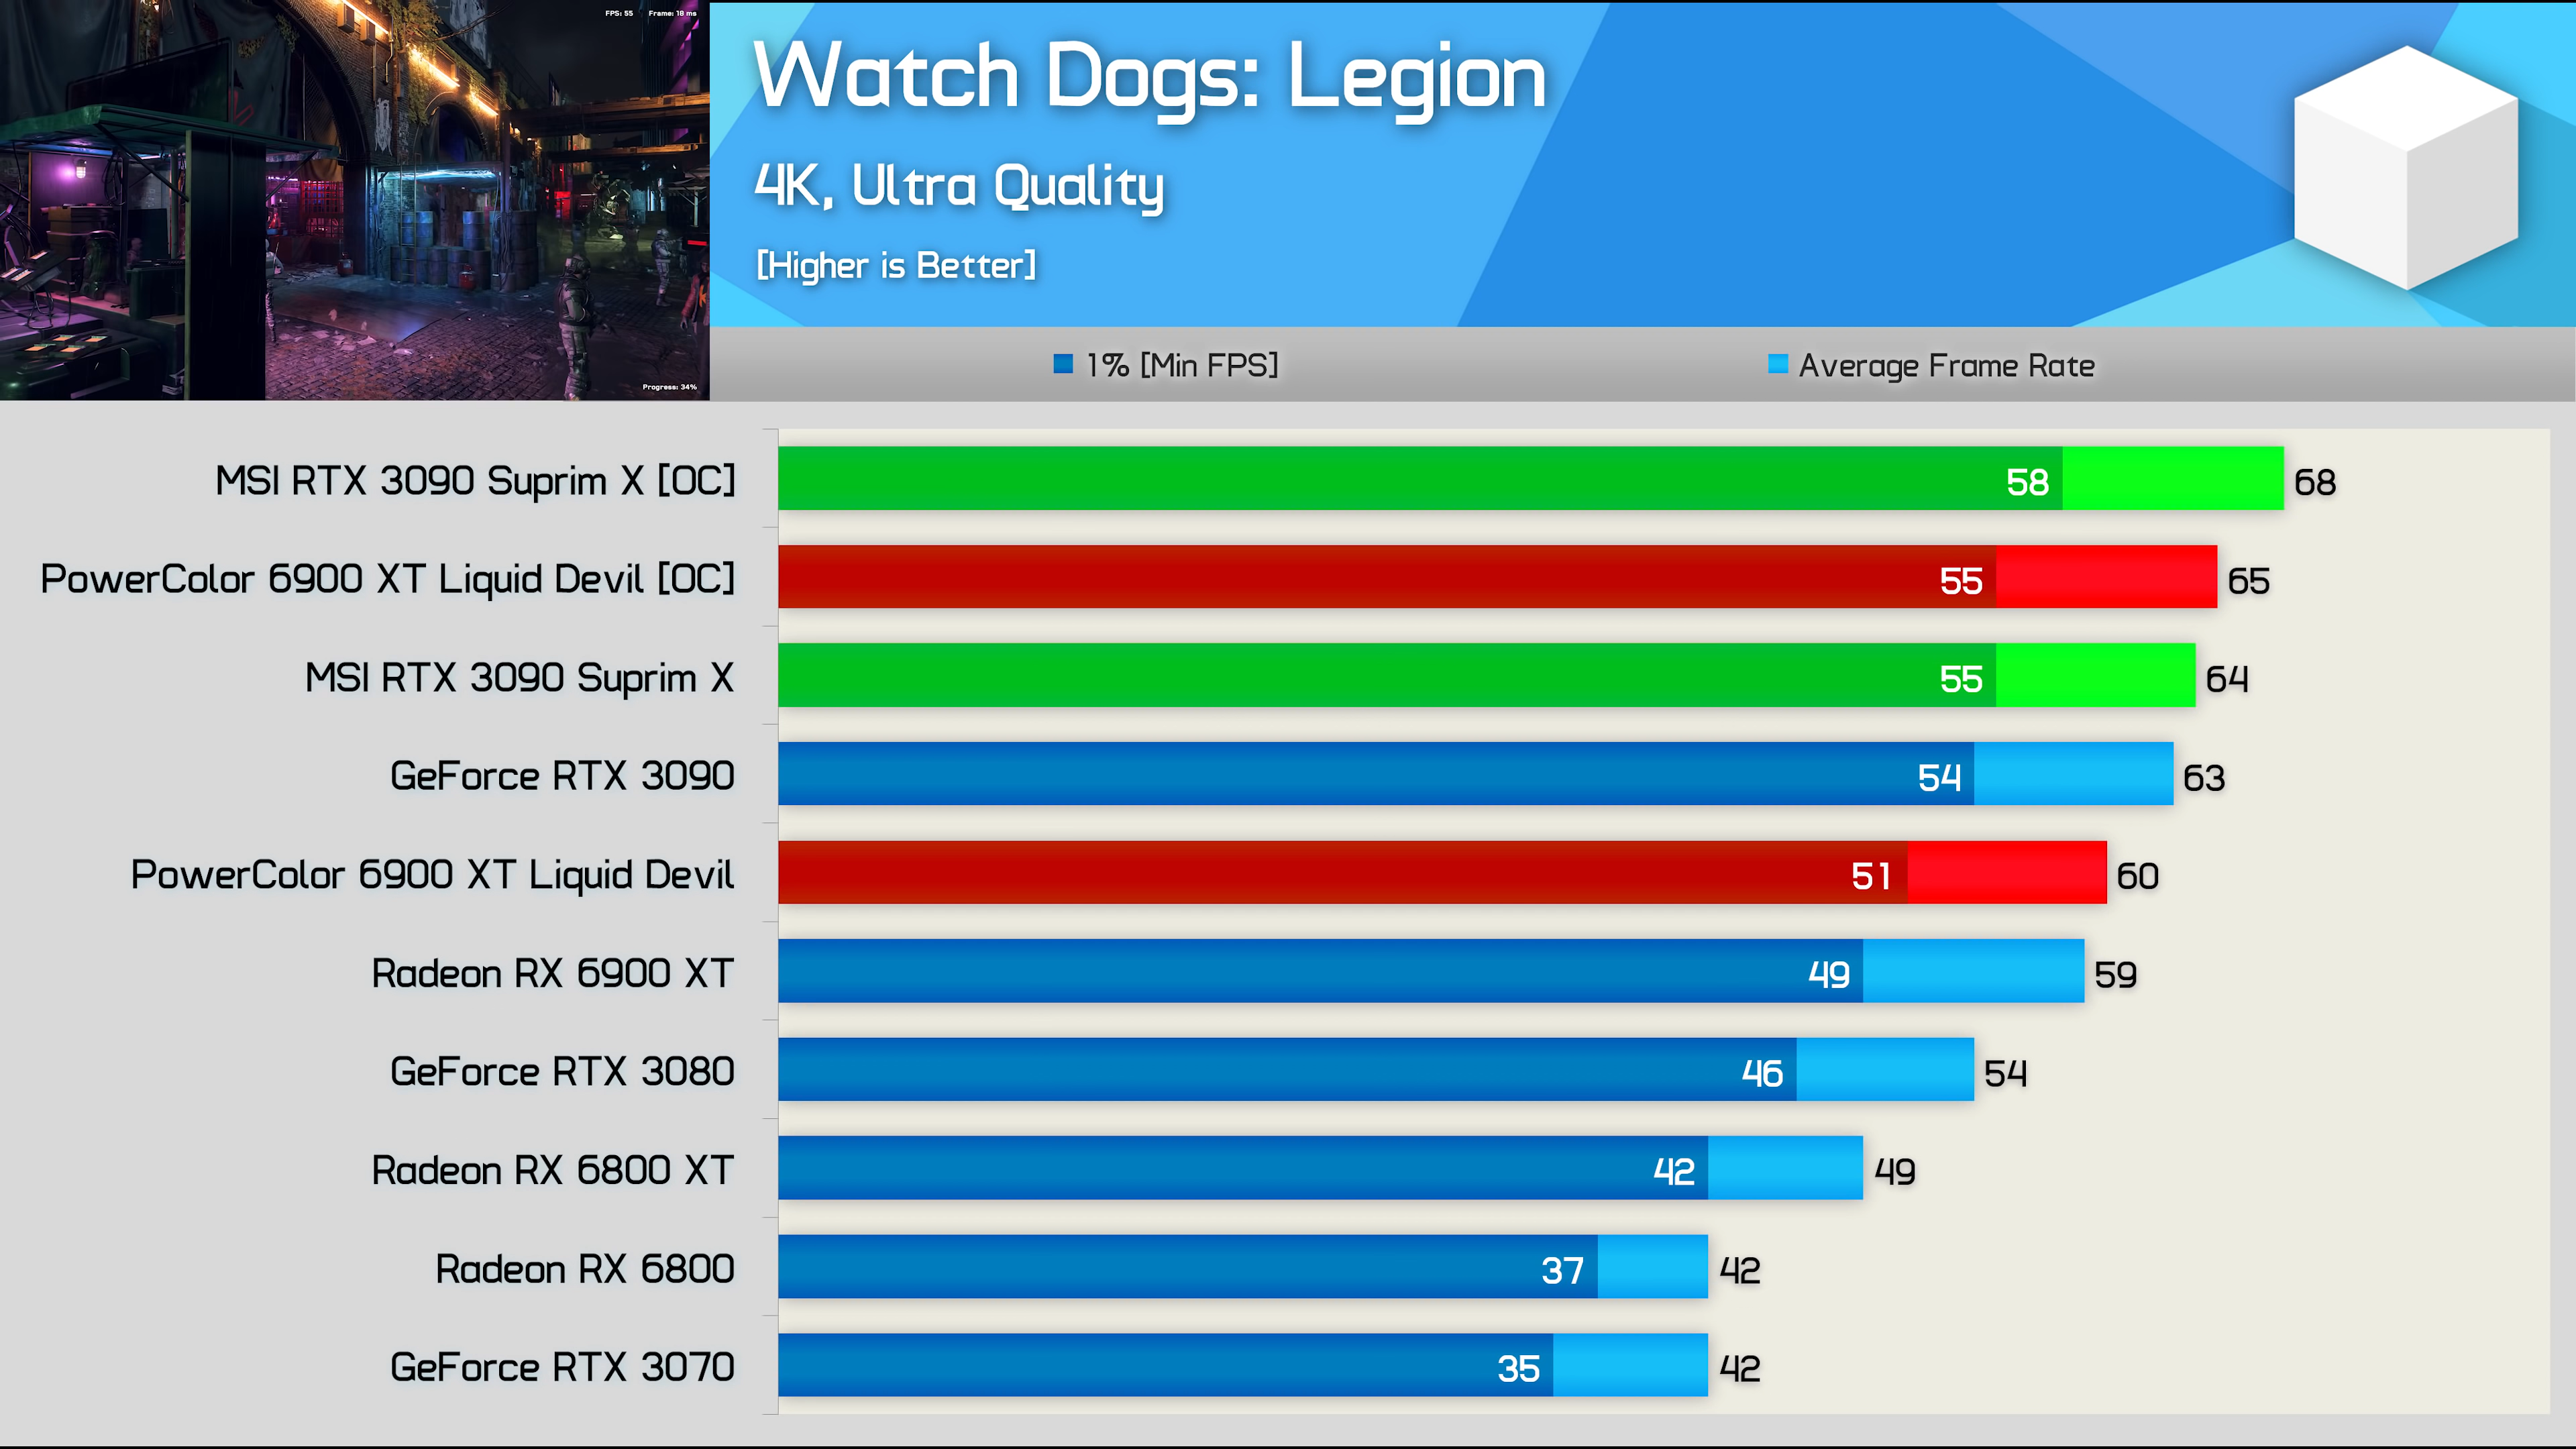 FPS: 55 Frame: 18 ms
Watch Dogs: Legion
4K, Ultra Quality
[Higher is Better]
1% [Min FPS] Average Frame Rate
Progress: 34%
MSI RTX 3090 Suprim X [OC] 58 68
PowerColor 6900 XT Liquid Devil [OC] 55 65
MSI RTX 3090 Suprim X 55 64
GeForce RTX 3090 54 63
PowerColor 6900 XT Liquid Devil 51 60
Radeon RX 6900 XT 49 59
GeForce RTX 3080 46 54
Radeon RX 6800 XT 42 49
Radeon RX 6800 37 42
GeForce RTX 3070 35 42